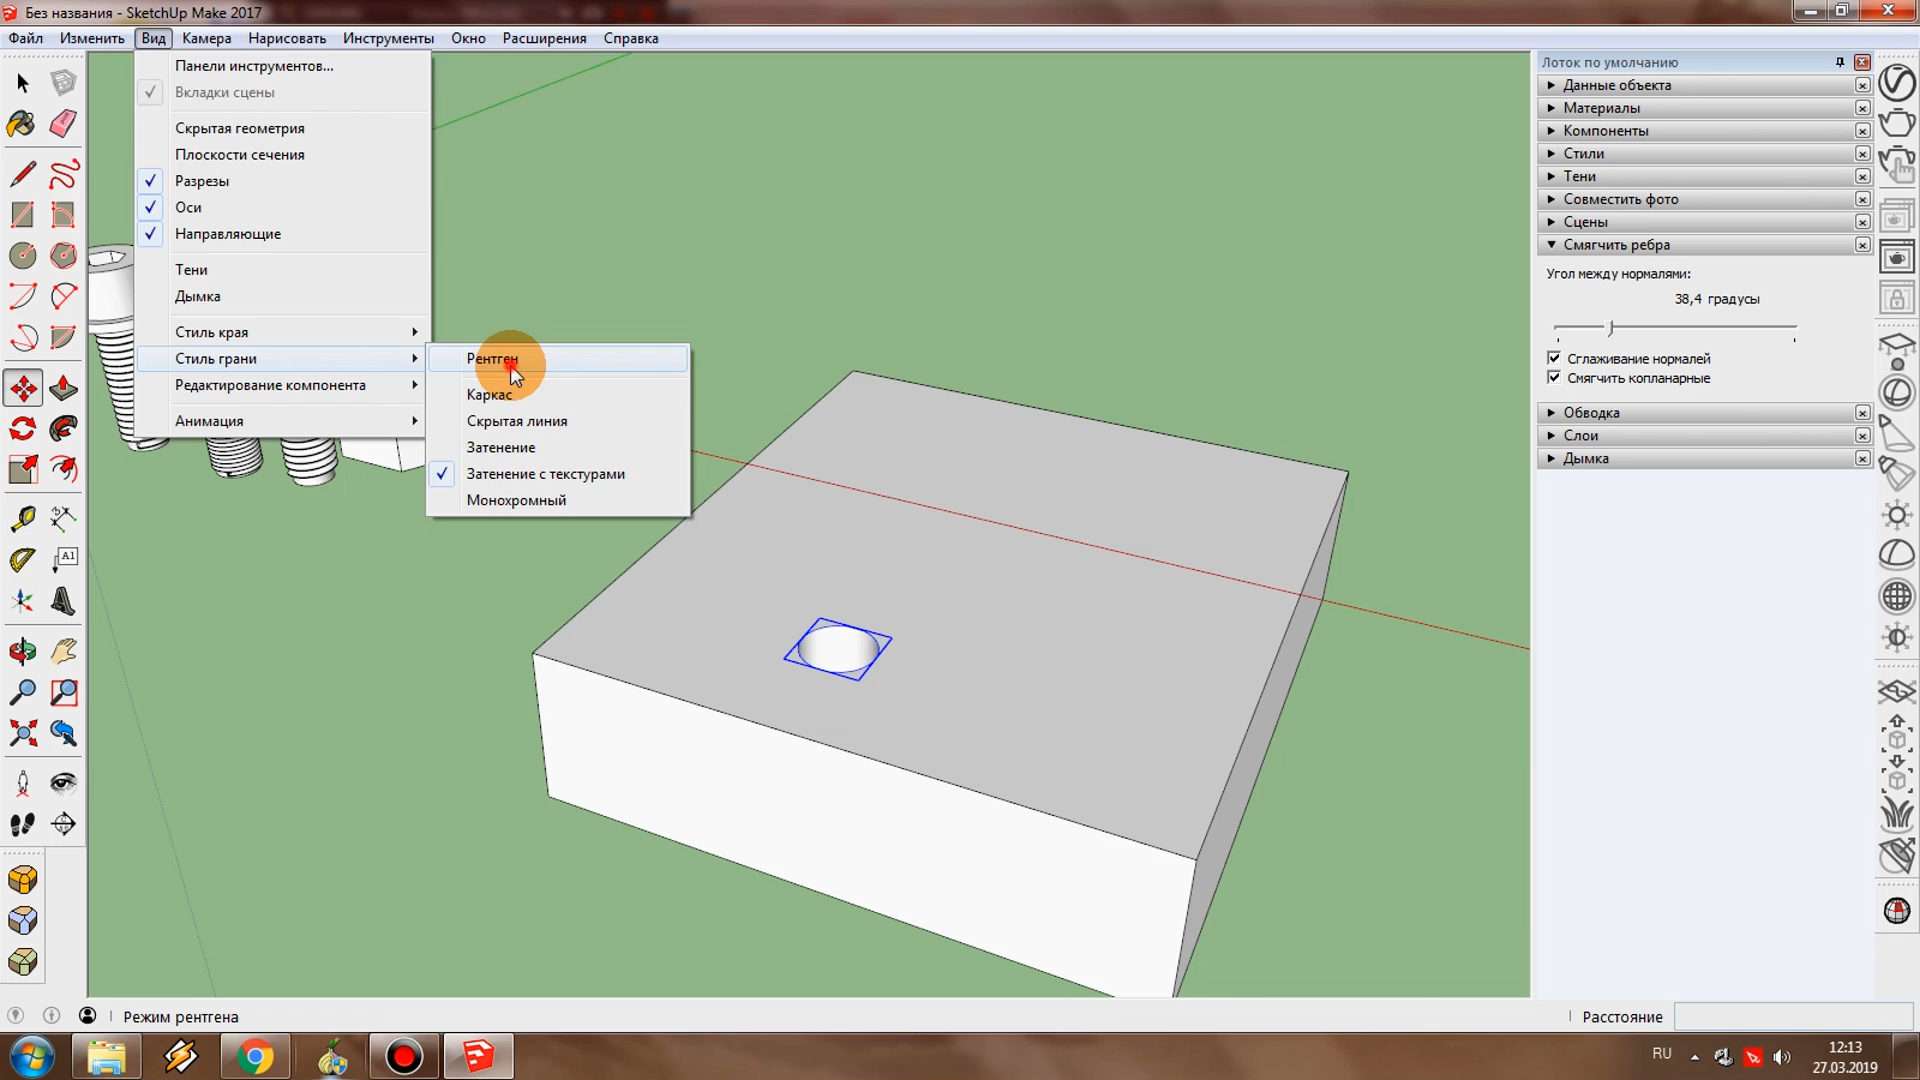 Без названия - SketchUp Make 2017
Файл Изменить Вид Камера Нарисовать Инструменты Окно Расширения Справка
Панели инструментов...
Вкладки сцены
Скрытая геометрия
Плоскости сечения
Разрезы
Оси
Направляющие
Тени
Дымка
Стиль края
Стиль грани
Редактирование компонента
Анимация
Рентген
Каркас
Скрытая линия
Затенение
Затенение с текстурами
Монохромный
Лоток по умолчанию
Данные объекта
Материалы
Компоненты
Стили
Тени
Совместить фото
Сцены
Смягчить ребра
Угол между нормалями:
38,4 градусы
Сглаживание нормалей
Смягчить копланарные
Обводка
Слои
Дымка
A1
Режим рентгена
Расстояние
RU
12:13
27.03.2019